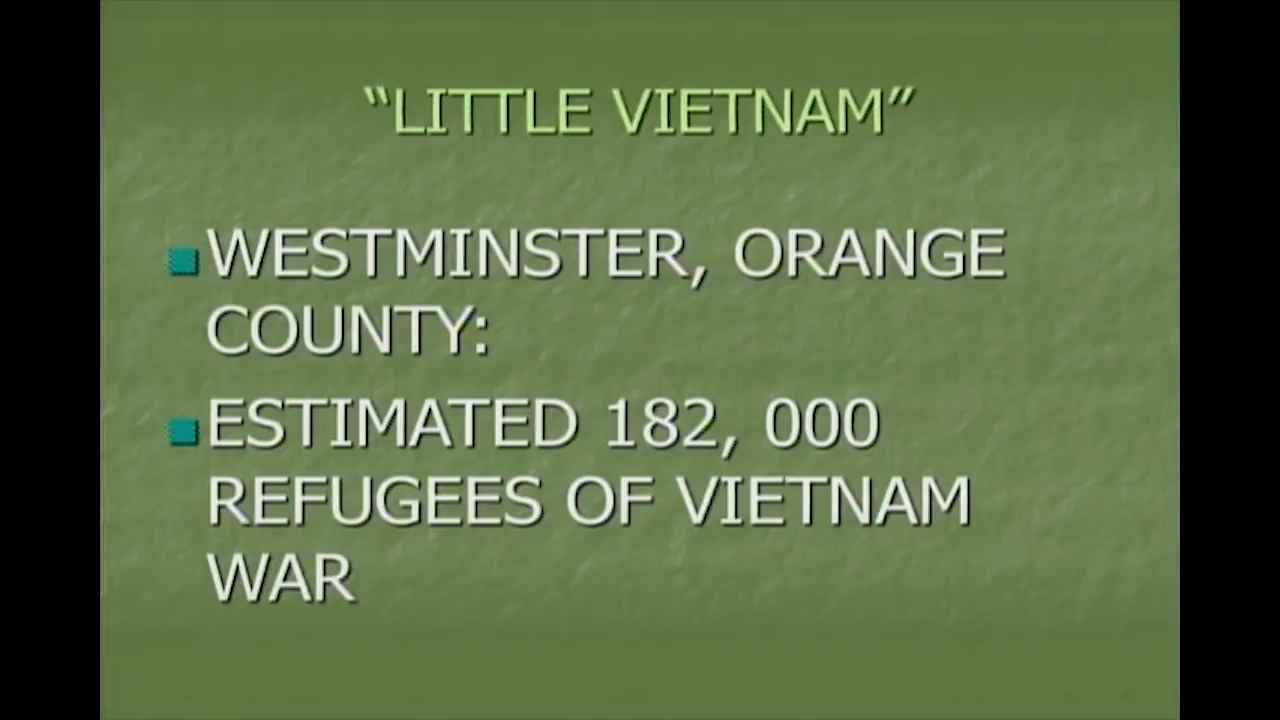 “LITTLE VIETNAM”
WESTMINSTER, ORANGE
COUNTY:
ESTIMATED 182, 000
REFUGEES OF VIETNAM
WAR